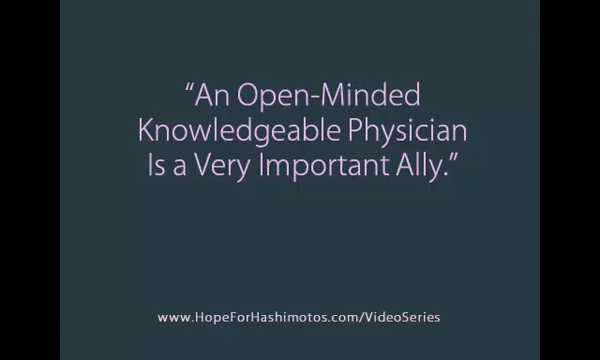 “An Open-Minded
Knowledgeable Physician
Is a Very Important Ally.”
www.HopeForHashimotos.com/VideoSeries